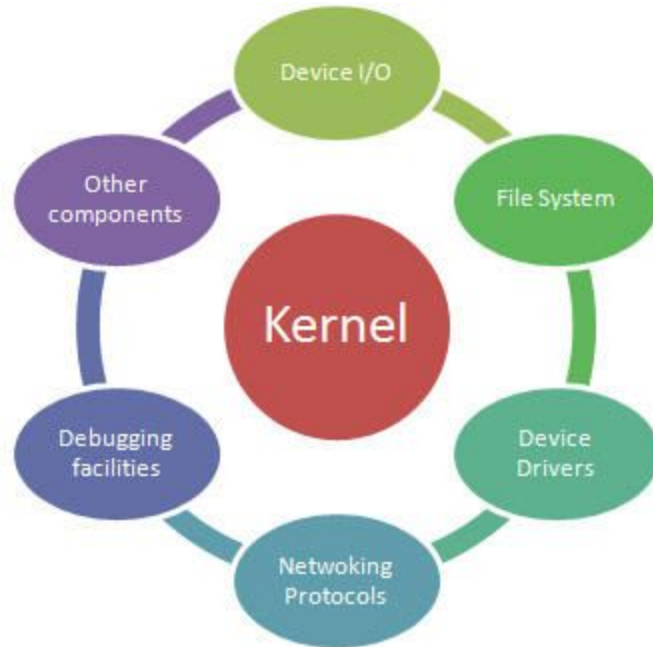 Device I/O
File System
Device
Drivers
Netwoking
Protocols
Debugging
facilities
Other
components
Kernel